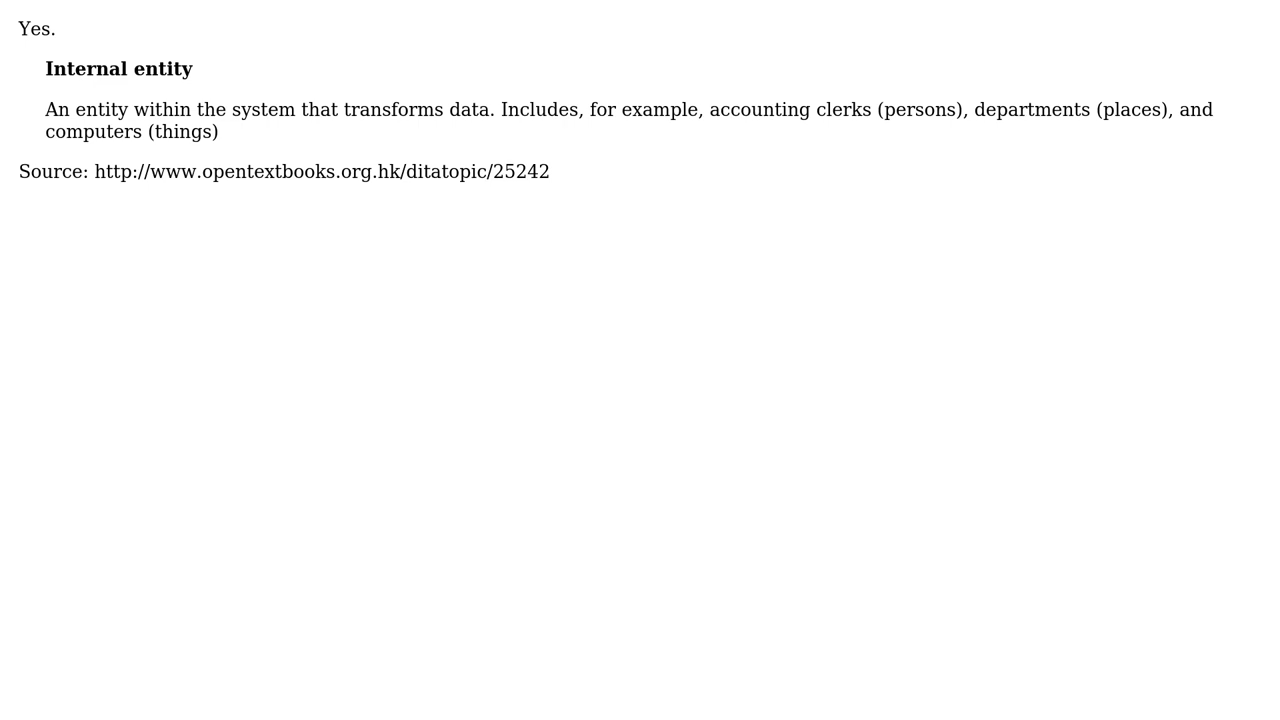 Yes.
Internal entity
An entity within the system that transforms data. Includes, for example, accounting clerks (persons), departments (places), and
computers (things)
Source: http://www.opentextbooks.org.hk/ditatopic/25242